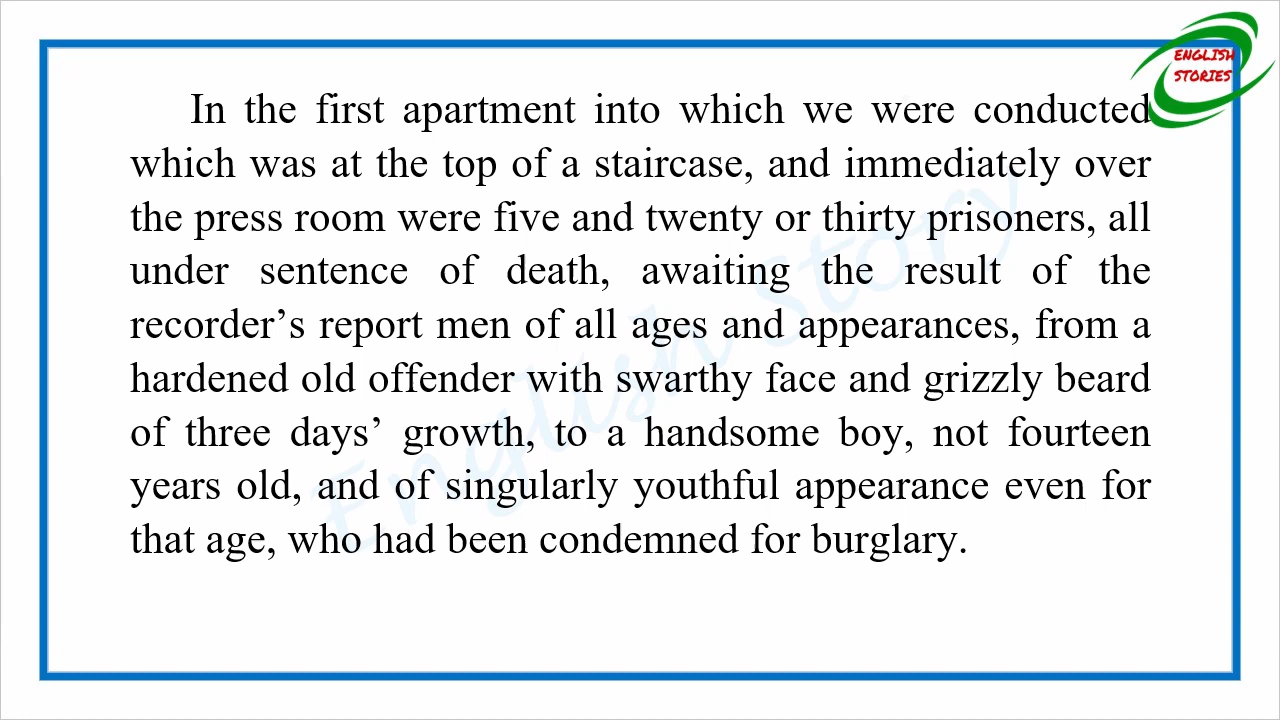 ENGLISH
STORIES
In the first apartment into which we were conducted
which was at the top of a staircase, and immediately over
the press room were five and twenty or thirty prisoners, all
under sentence of death, awaiting the result of the
recorder’s report men of all ages and appearances, from a
hardened old offender with swarthy face and grizzly beard
of three days’ growth, to a handsome boy, not fourteen
years old, and of singularly youthful appearance even for
that age, who had been condemned for burglary.
English Story